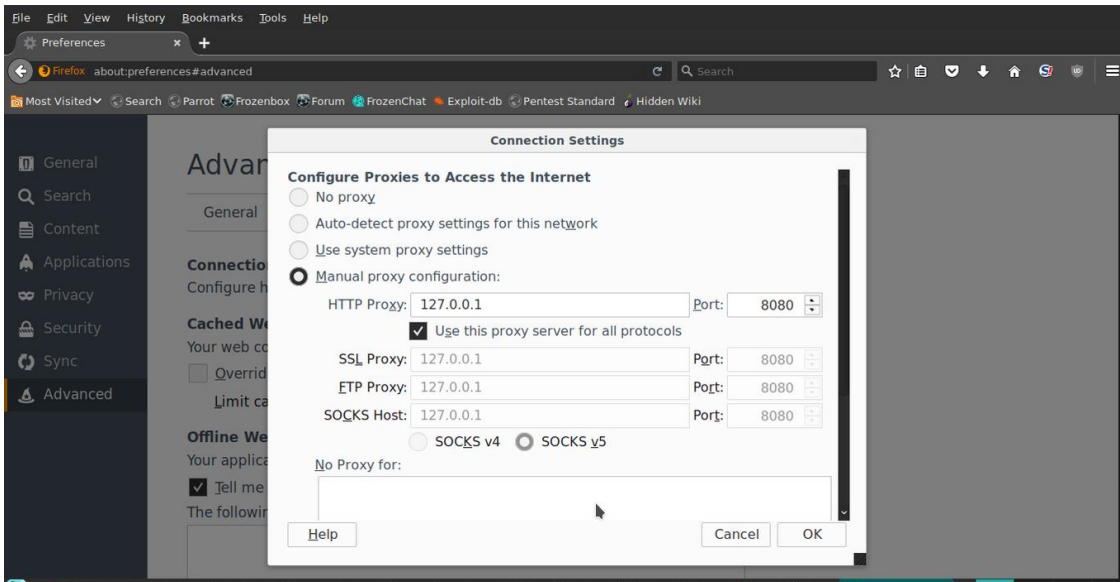 File Edit View History Bookmarks Tools Help
Preferences
Firefox about:preferences#advanced Search
Most Visited Search Parrot Frozenbox Forum FrozenChat Exploit-db Pentest Standard Hidden Wiki
Connection Settings
General
Search
Content
Applications
Privacy
Security
Sync
Advanced
Advan
General
Connectio
Configure h
Cached We
Your web co
Overrid
Limit ca
Offline We
Your applica
Tell me
The followin
Configure Proxies to Access the Internet
No proxy
Auto-detect proxy settings for this network
Use system proxy settings
Manual proxy configuration:
HTTP Proxy: 127.0.0.1 Port: 8080
Use this proxy server for all protocols
SSL Proxy: 127.0.0.1 Port: 8080
FTP Proxy: 127.0.0.1 Port: 8080
SOCKS Host: 127.0.0.1 Port: 8080
SOCKS v4 SOCKS v5
No Proxy for:
Help Cancel OK